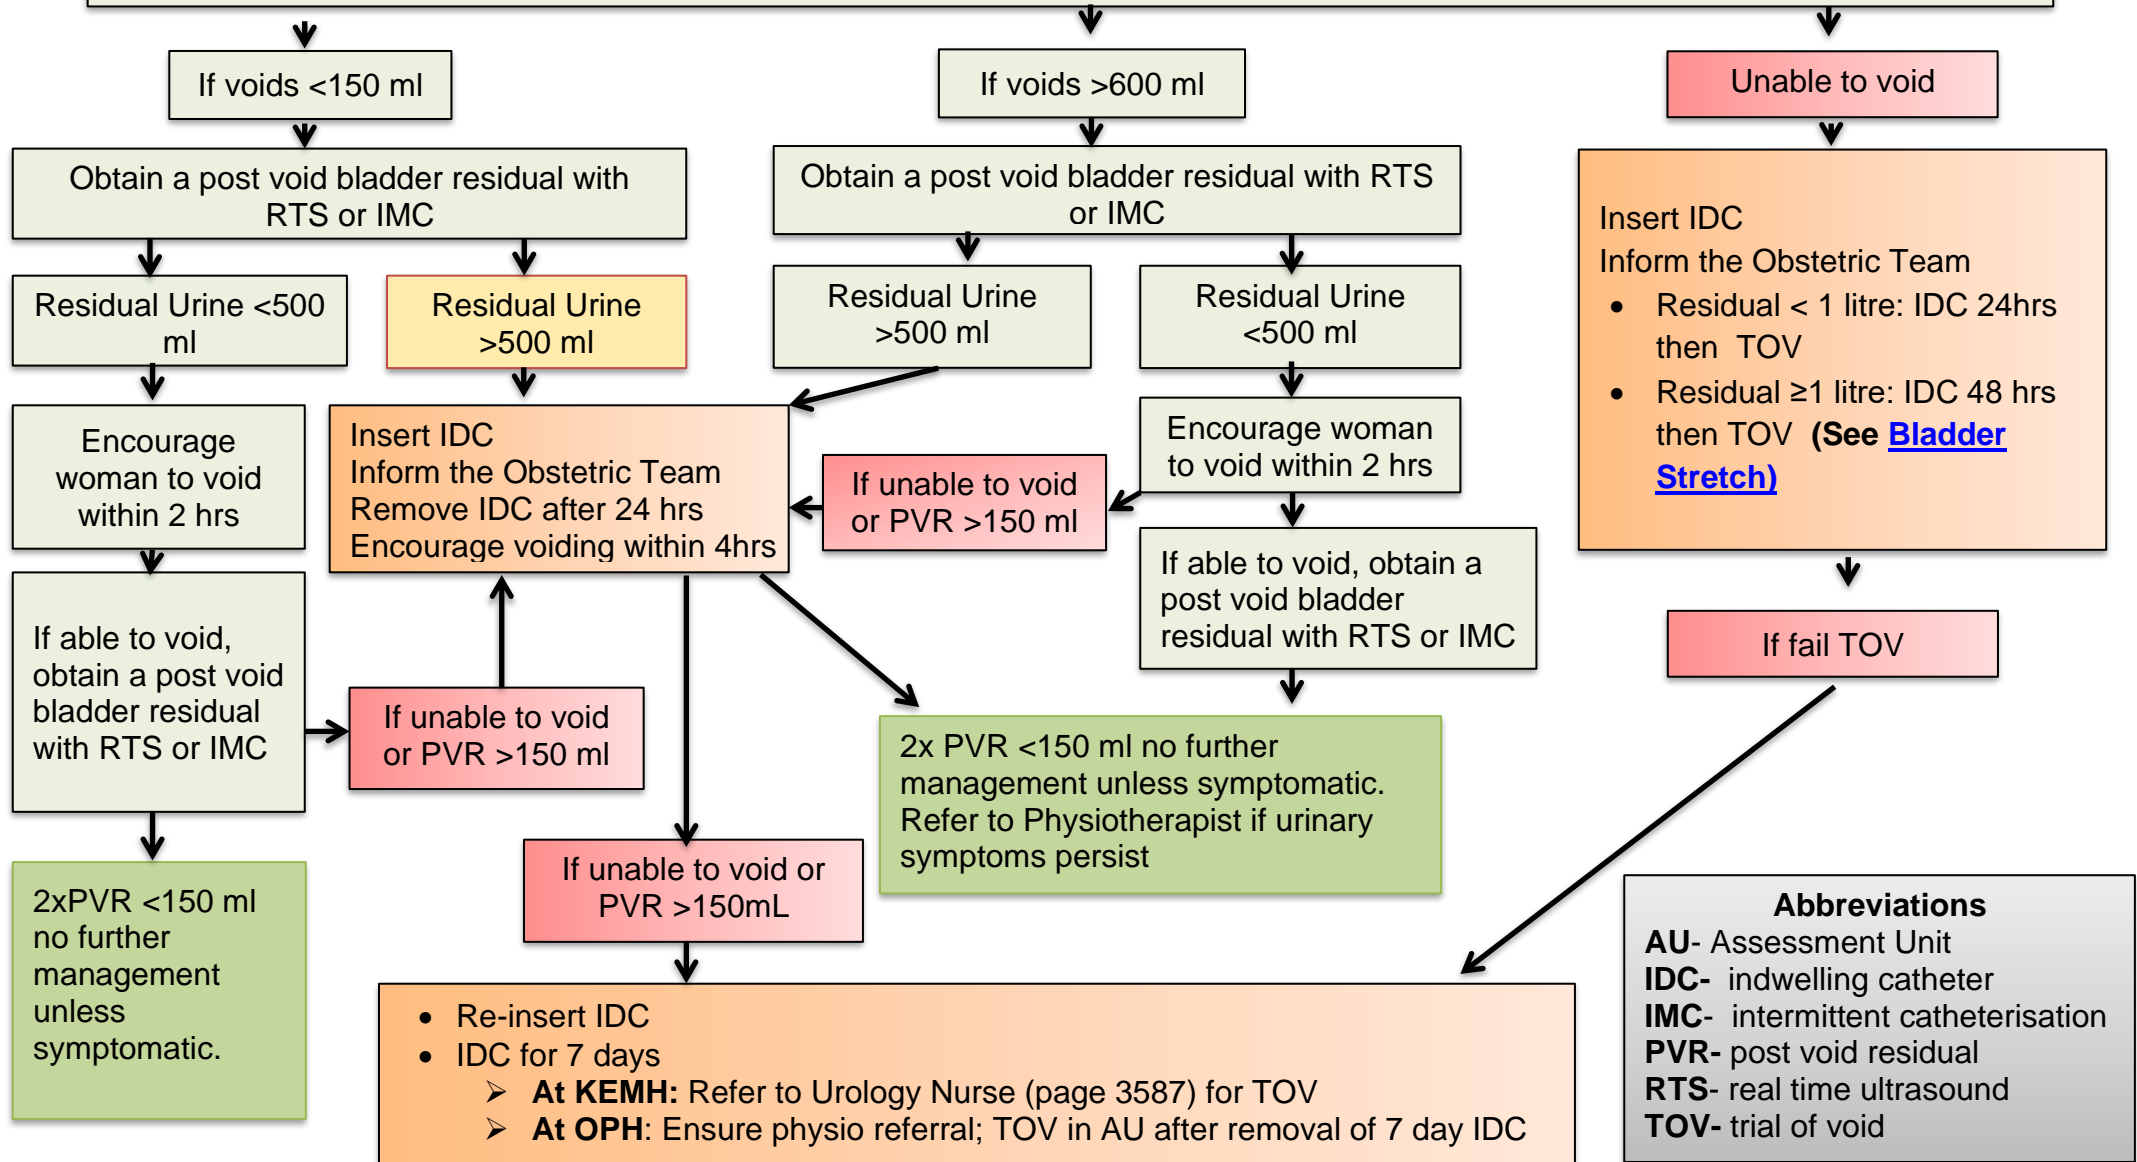 If voids <150 ml
If voids >600 ml
Unable to void
Obtain a post void bladder residual with
RTS or IMC
Obtain a post void bladder residual with RTS
or IMC
Residual Urine <500
ml
Residual Urine
>500 ml
Residual Urine
>500 ml
Residual Urine
<500 ml
Insert IDC
Inform the Obstetric Team
• Residual < 1 litre: IDC 24hrs
then TOV
• Residual ≥1 litre: IDC 48 hrs
then TOV (See Bladder
Stretch)
Encourage
woman to void
within 2 hrs
Insert IDC
Inform the Obstetric Team
Remove IDC after 24 hrs
Encourage voiding within 4hrs
If unable to void
or PVR >150 ml
Encourage woman
to void within 2 hrs
If able to void,
obtain a post void
bladder residual
with RTS or IMC
If unable to void
or PVR >150 ml
If able to void, obtain a
post void bladder
residual with RTS or IMC
If fail TOV
2x PVR <150 ml no further
management unless symptomatic.
Refer to Physiotherapist if urinary
symptoms persist
2xPVR <150 ml
no further
management
unless
symptomatic.
If unable to void or
PVR >150mL
• Re-insert IDC
• IDC for 7 days
➢ At KEMH: Refer to Urology Nurse (page 3587) for TOV
➢ At OPH: Ensure physio referral; TOV in AU after removal of 7 day IDC
Abbreviations
AU- Assessment Unit
IDC- indwelling catheter
IMC- intermittent catheterisation
PVR- post void residual
RTS- real time ultrasound
TOV- trial of void